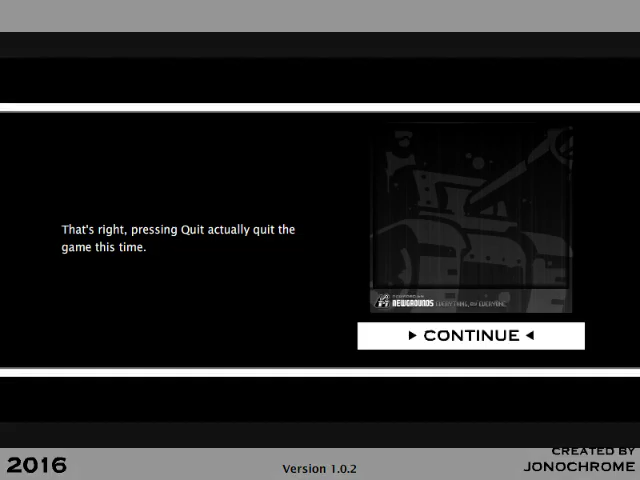 That's right, pressing Quit actually quit the
game this time.
NEWGROUNDS
CONTINUE
2016
Version 1.0.2
CREATED BY
JONOCHROME